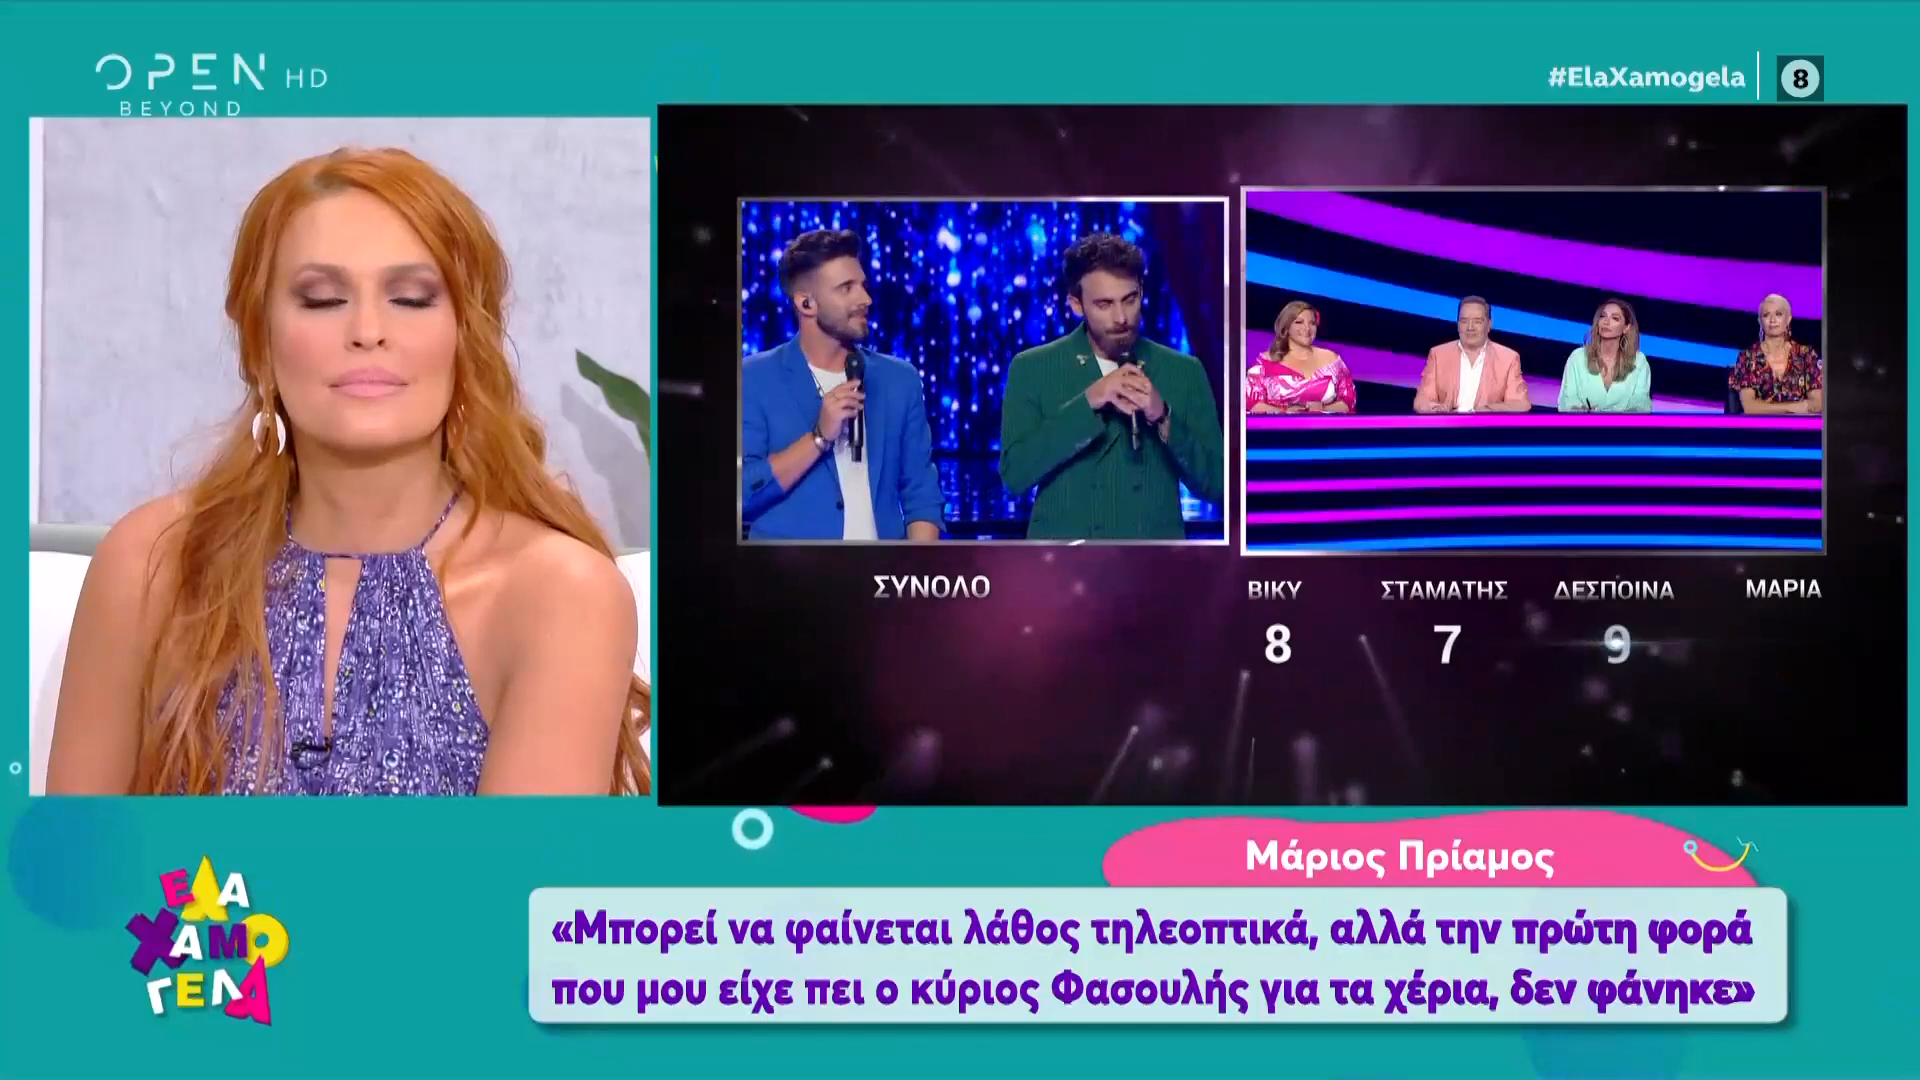 OPEN HD
BEYOND
#ElaXamogela
8
ΣΥΝΟΛΟ
ΒΙΚΥ ΣΤΑΜΑΤΗΣ ΔΕΣΠΟΙΝΑ ΜΑΡΙΑ
8 7 9
Μάριος Πρίαμος
ΕΛΑ
ΧΑΜΟ
ΓΕΛΑ
«Μπορεί να φαίνεται λάθος τηλεοπτικά, αλλά την πρώτη φορά
που μου είχε πει ο κύριος Φασουλής για τα χέρια, δεν φάνηκε»